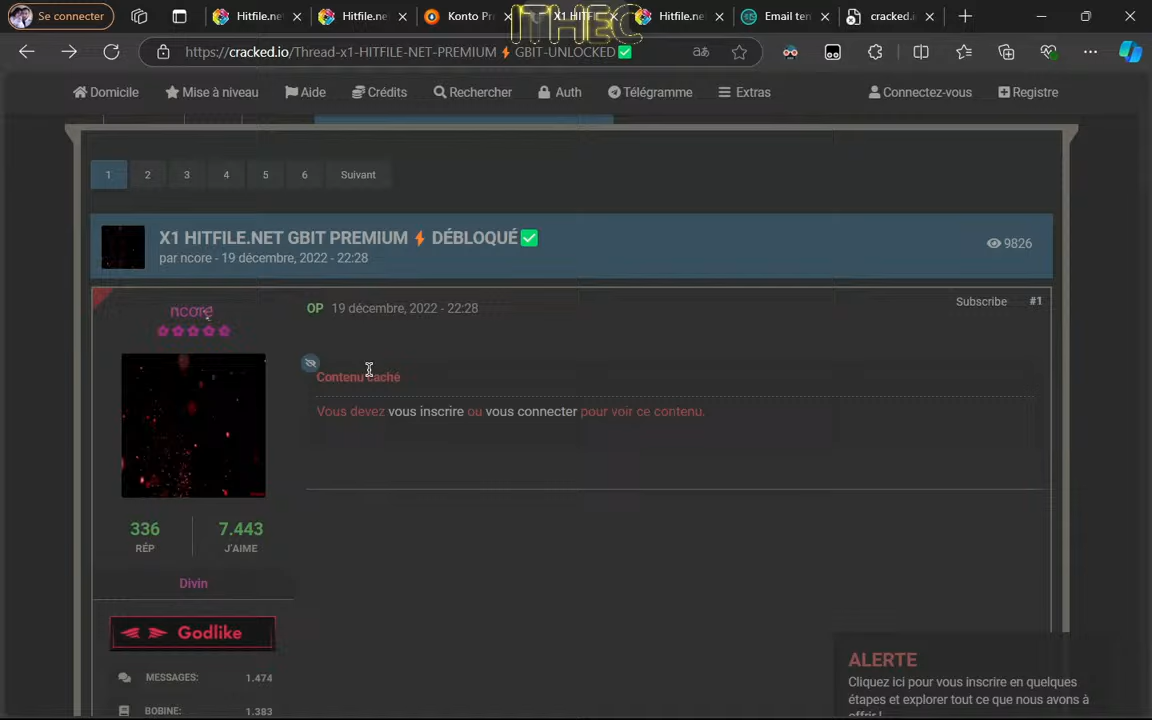 Se connecter
Hitfile.ne
Hitfile.ne
Konto Pr
X1 HITF
Hitfile.ne
Email ten
cracked.
https://cracked.io/Thread-x1-HITFILE-NET-PREMIUM⚡GBIT-UNLOCKED✅
Domicile
Mise à niveau
Aide
Crédits
Rechercher
Auth
Télégramme
Extras
Connectez-vous
Registre
1 2 3 4 5 6 Suivant
X1 HITFILE.NET GBIT PREMIUM⚡DÉBLOQUÉ✅
par ncore - 19 décembre, 2022 - 22:28
9826
ncore
OP 19 décembre, 2022 - 22:28
Subscribe #1
Contenu caché
Vous devez vous inscrire ou vous connecter pour voir ce contenu.
336
RÉP
7.443
J'AIME
Divin
Godlike
MESSAGES: 1.474
BOBINE: 1.383
ALERTE
Cliquez ici pour vous inscrire en quelques
étapes et explorer tout ce que nous avons à
offrir !